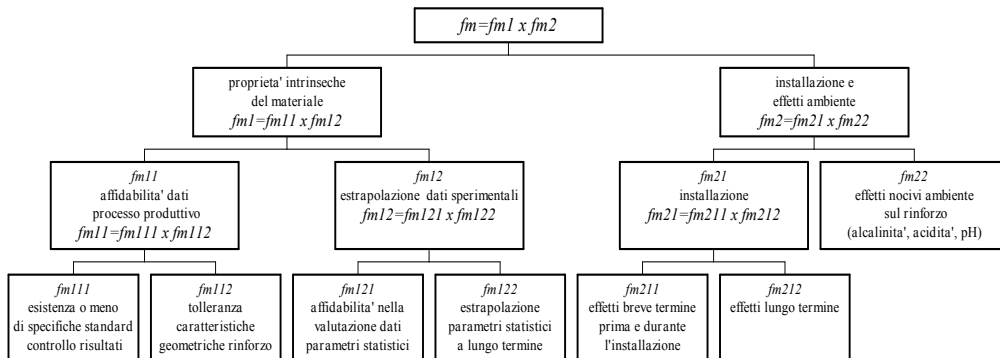 fm=fm1 x fm2
proprieta' intrinseche
del materiale
fm1=fm11 x fm12
installazione e
effetti ambiente
fm2=fm21 x fm22
fm11
affidabilita' dati
processo produttivo
fm11=fm111 x fm112
fm12
estrapolazione dati sperimentali
fm12=fm121 x fm122
fm21
installazione
fm21=fm211 x fm212
fm22
effetti nocivi ambiente
sul rinforzo
(alcalinita', acidita', pH)
fm111
esistenza o meno
di specifiche standard
controllo risultati
fm112
tolleranza
caratteristiche
geometriche rinforzo
fm121
affidabilita' nella
valutazione dati
parametri statistici
fm122
estrapolazione
parametri statistici
a lungo termine
fm211
effetti breve termine
prima e durante
l'installazione
fm212
effetti lungo termine